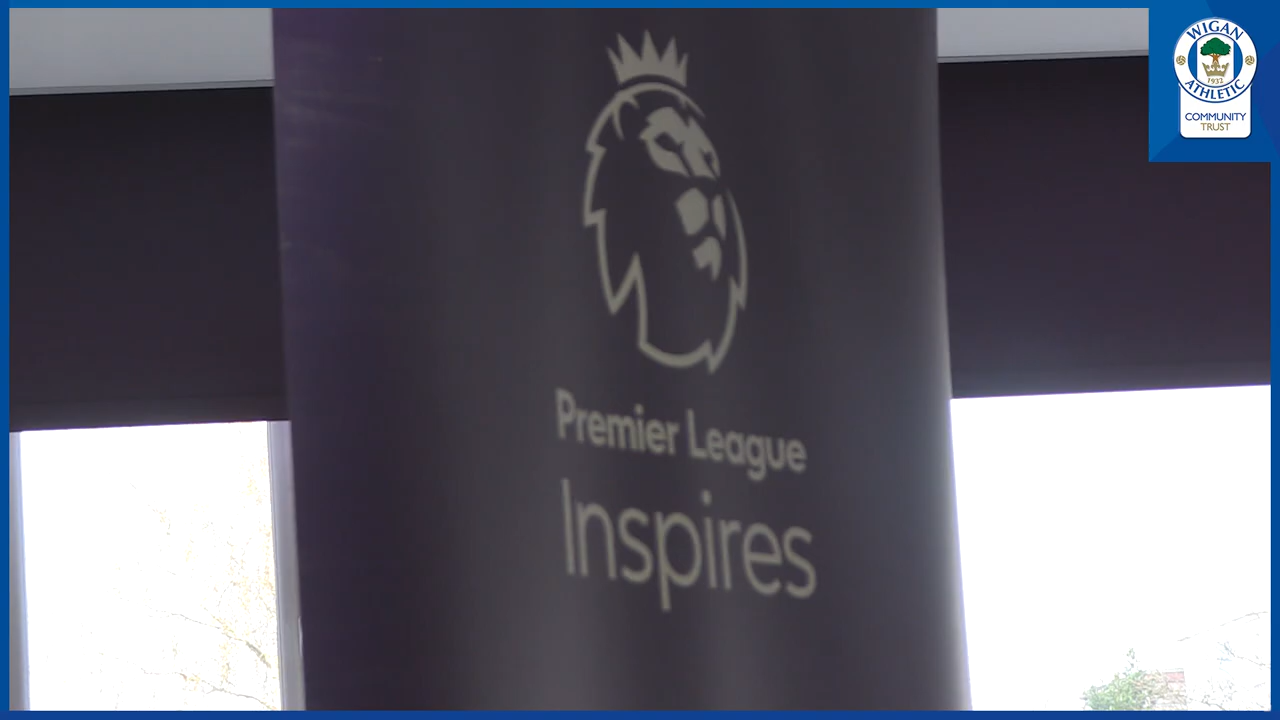 WIGAN
1932
ATHLETIC
COMMUNITY
TRUST
Premier League
Inspires